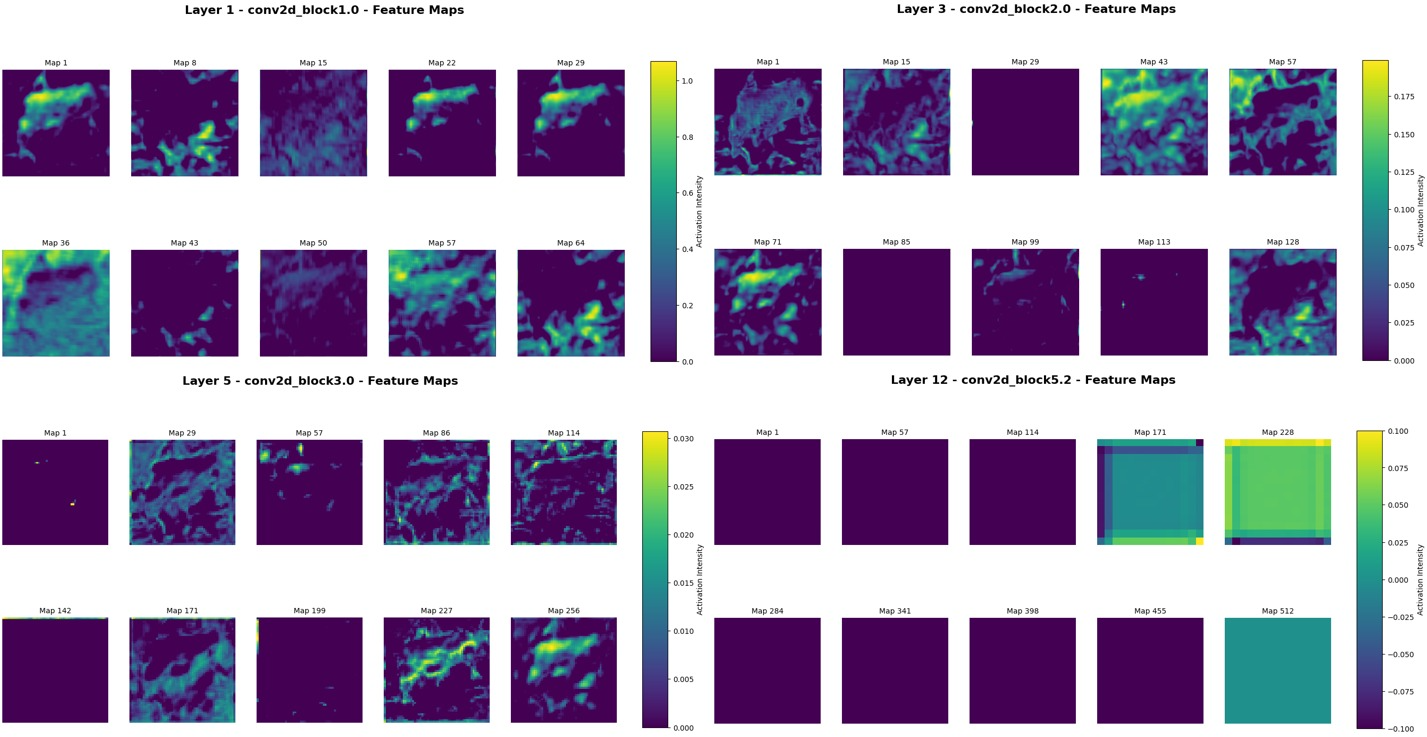 Layer 1 - conv2d_block1.0 - Feature Maps
Map 1 Map 8 Map 15 Map 22 Map 29
Map 36 Map 43 Map 50 Map 57 Map 64
1.0
0.8
0.6
0.4
0.2
0.0
Activation Intensity
Layer 3 - conv2d_block2.0 - Feature Maps
Map 1 Map 15 Map 29 Map 43 Map 57
Map 71 Map 85 Map 99 Map 113 Map 128
0.175
0.150
0.125
0.100
0.075
0.050
0.025
0.000
Activation Intensity
Layer 5 - conv2d_block3.0 - Feature Maps
Map 1 Map 29 Map 57 Map 86 Map 114
Map 142 Map 171 Map 199 Map 227 Map 256
0.030
0.025
0.020
0.015
0.010
0.005
0.000
Activation Intensity
Layer 12 - conv2d_block5.2 - Feature Maps
Map 1 Map 57 Map 114 Map 171 Map 228
Map 284 Map 341 Map 398 Map 455 Map 512
0.100
0.075
0.050
0.025
0.000
−0.025
−0.050
−0.075
−0.100
Activation Intensity